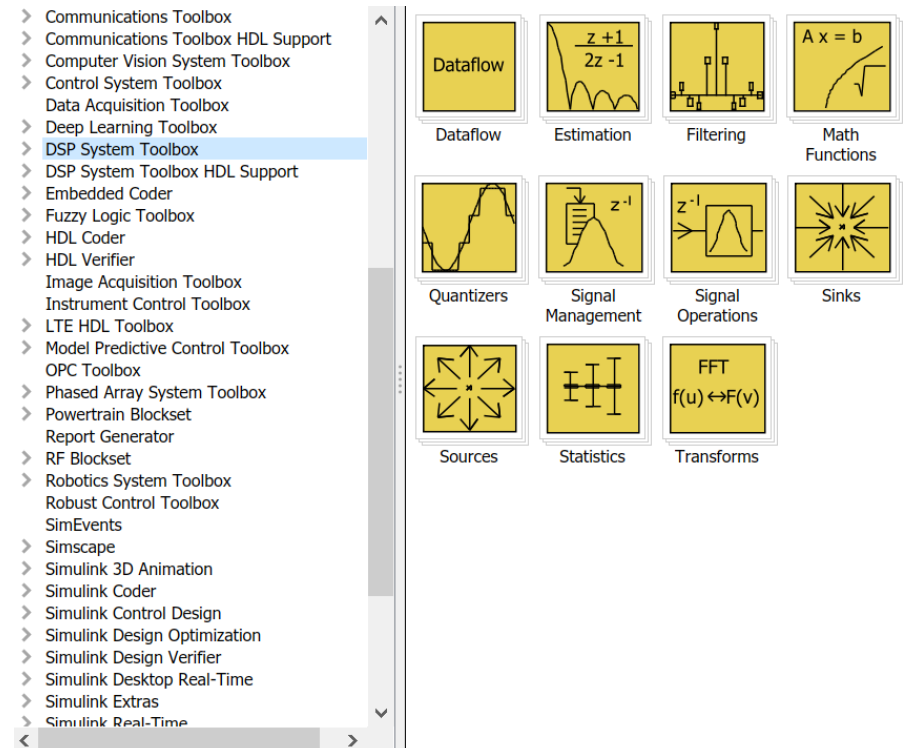 Communications Toolbox
Communications Toolbox HDL Support
Computer Vision System Toolbox
Control System Toolbox
Data Acquisition Toolbox
Deep Learning Toolbox
DSP System Toolbox
DSP System Toolbox HDL Support
Embedded Coder
Fuzzy Logic Toolbox
HDL Coder
HDL Verifier
Image Acquisition Toolbox
Instrument Control Toolbox
LTE HDL Toolbox
Model Predictive Control Toolbox
OPC Toolbox
Phased Array System Toolbox
Powertrain Blockset
Report Generator
RF Blockset
Robotics System Toolbox
Robust Control Toolbox
SimEvents
Simscape
Simulink 3D Animation
Simulink Coder
Simulink Control Design
Simulink Design Optimization
Simulink Design Verifier
Simulink Desktop Real-Time
Simulink Extras
Simulink Real-Time
Dataflow
z +1
2z -1
A x = b
√
Dataflow
Estimation
Filtering
Math
Functions
z⁻¹
z⁻¹
Quantizers
Signal
Management
Signal
Operations
Sinks
FFT
f(u) ↔F(v)
Sources
Statistics
Transforms